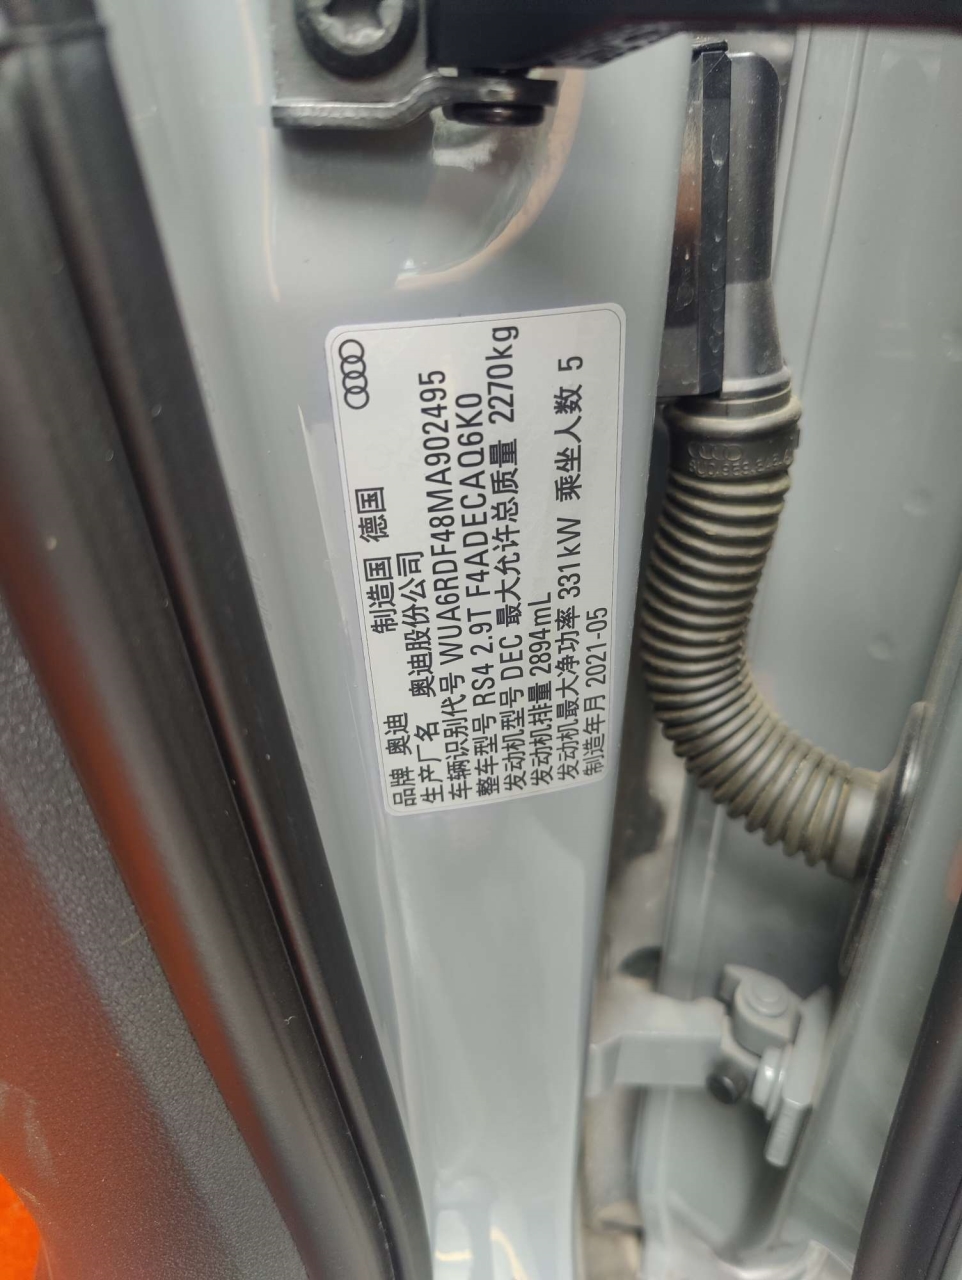 品牌 奥迪 制造国 德国
生产厂名 奥迪股份公司
车辆识别代号 WUA6RDF48MA902495
整车型号 RS4 2.9T F4ADECAQ6K0
发动机型号 DEC 最大允许总质量 2270kg
发动机排量 2894mL
发动机最大净功率 331kW 乘坐人数 5
制造年月 2021-05